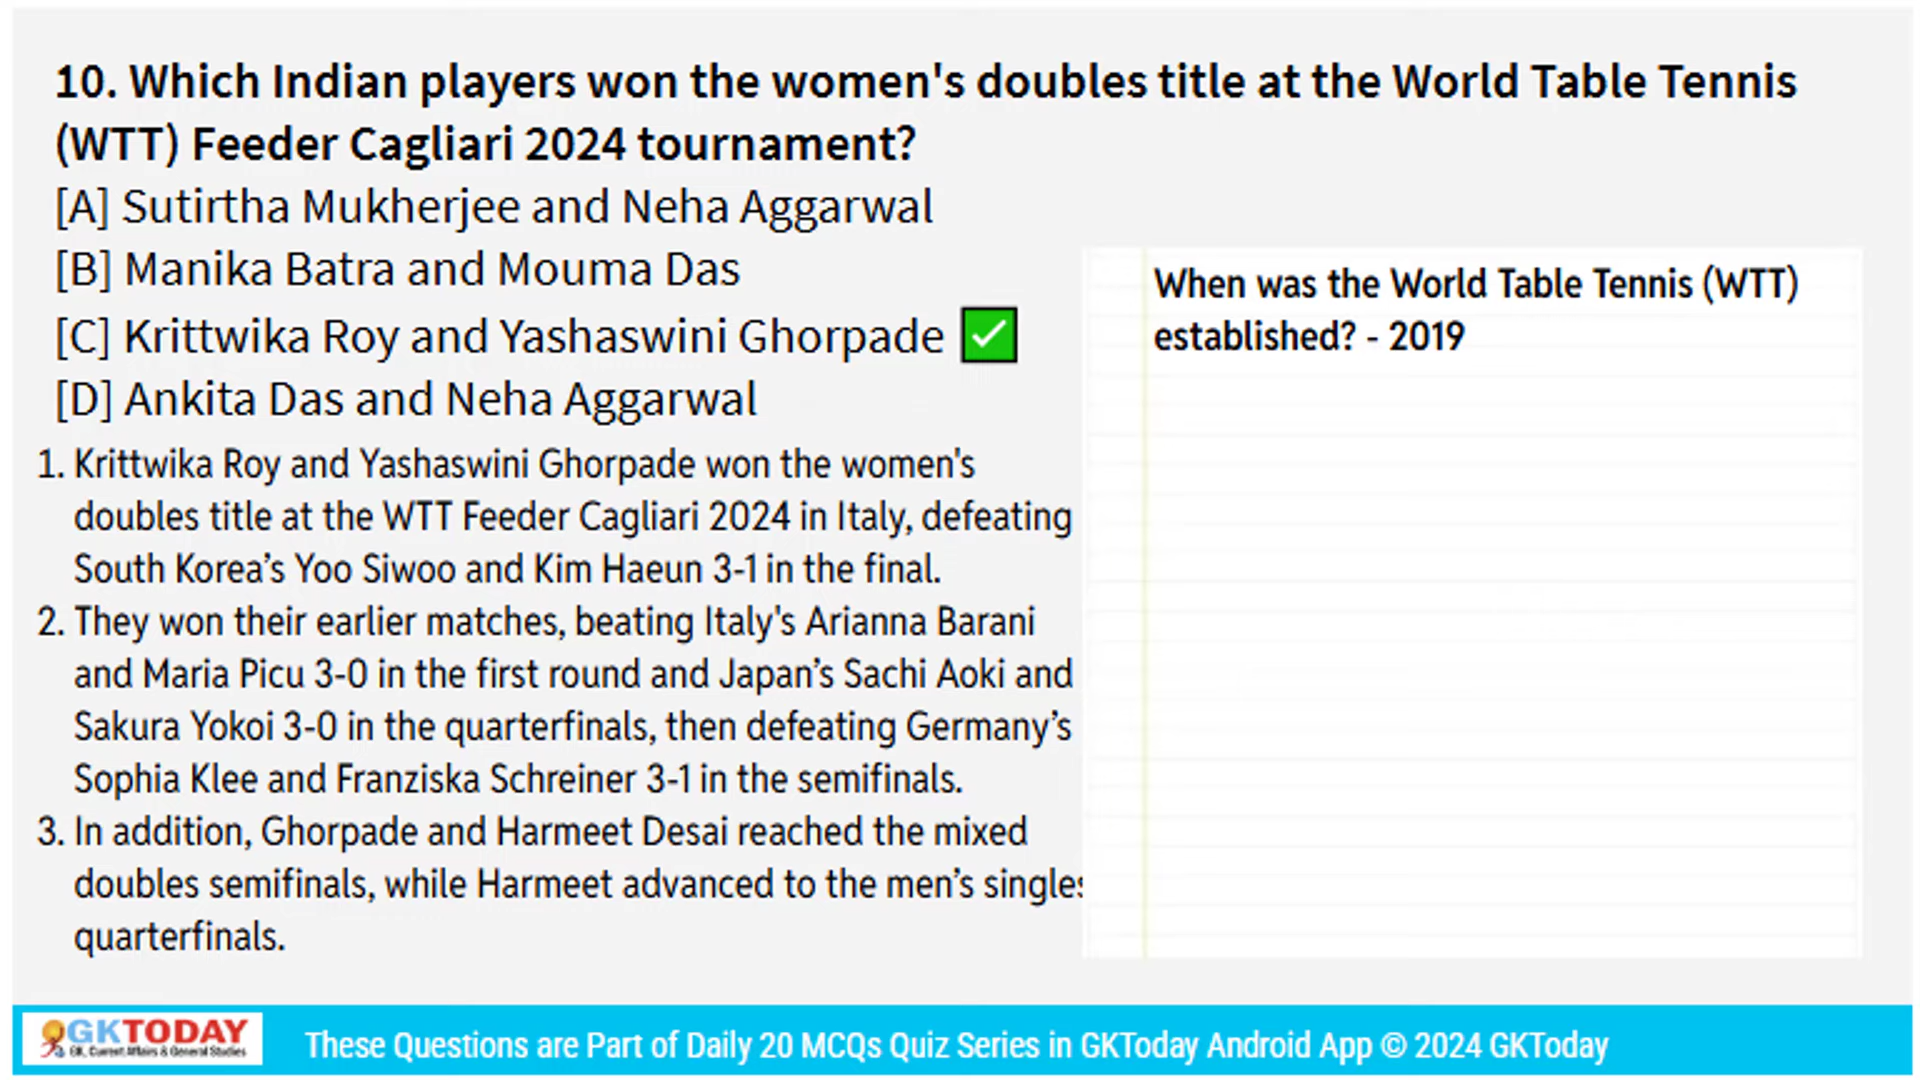 10. Which Indian players won the women's doubles title at the World Table Tennis
(WTT) Feeder Cagliari 2024 tournament?
[A] Sutirtha Mukherjee and Neha Aggarwal
[B] Manika Batra and Mouma Das
[C] Krittwika Roy and Yashaswini Ghorpade
[D] Ankita Das and Neha Aggarwal
1. Krittwika Roy and Yashaswini Ghorpade won the women's
doubles title at the WTT Feeder Cagliari 2024 in Italy, defeating
South Korea’s Yoo Siwoo and Kim Haeun 3-1 in the final.
2. They won their earlier matches, beating Italy's Arianna Barani
and Maria Picu 3-0 in the first round and Japan’s Sachi Aoki and
Sakura Yokoi 3-0 in the quarterfinals, then defeating Germany’s
Sophia Klee and Franziska Schreiner 3-1 in the semifinals.
3. In addition, Ghorpade and Harmeet Desai reached the mixed
doubles semifinals, while Harmeet advanced to the men’s singles
quarterfinals.
When was the World Table Tennis (WTT)
established? - 2019
GKTODAY
GK, Current Affairs & General Studies
These Questions are Part of Daily 20 MCQs Quiz Series in GKToday Android App © 2024 GKToday